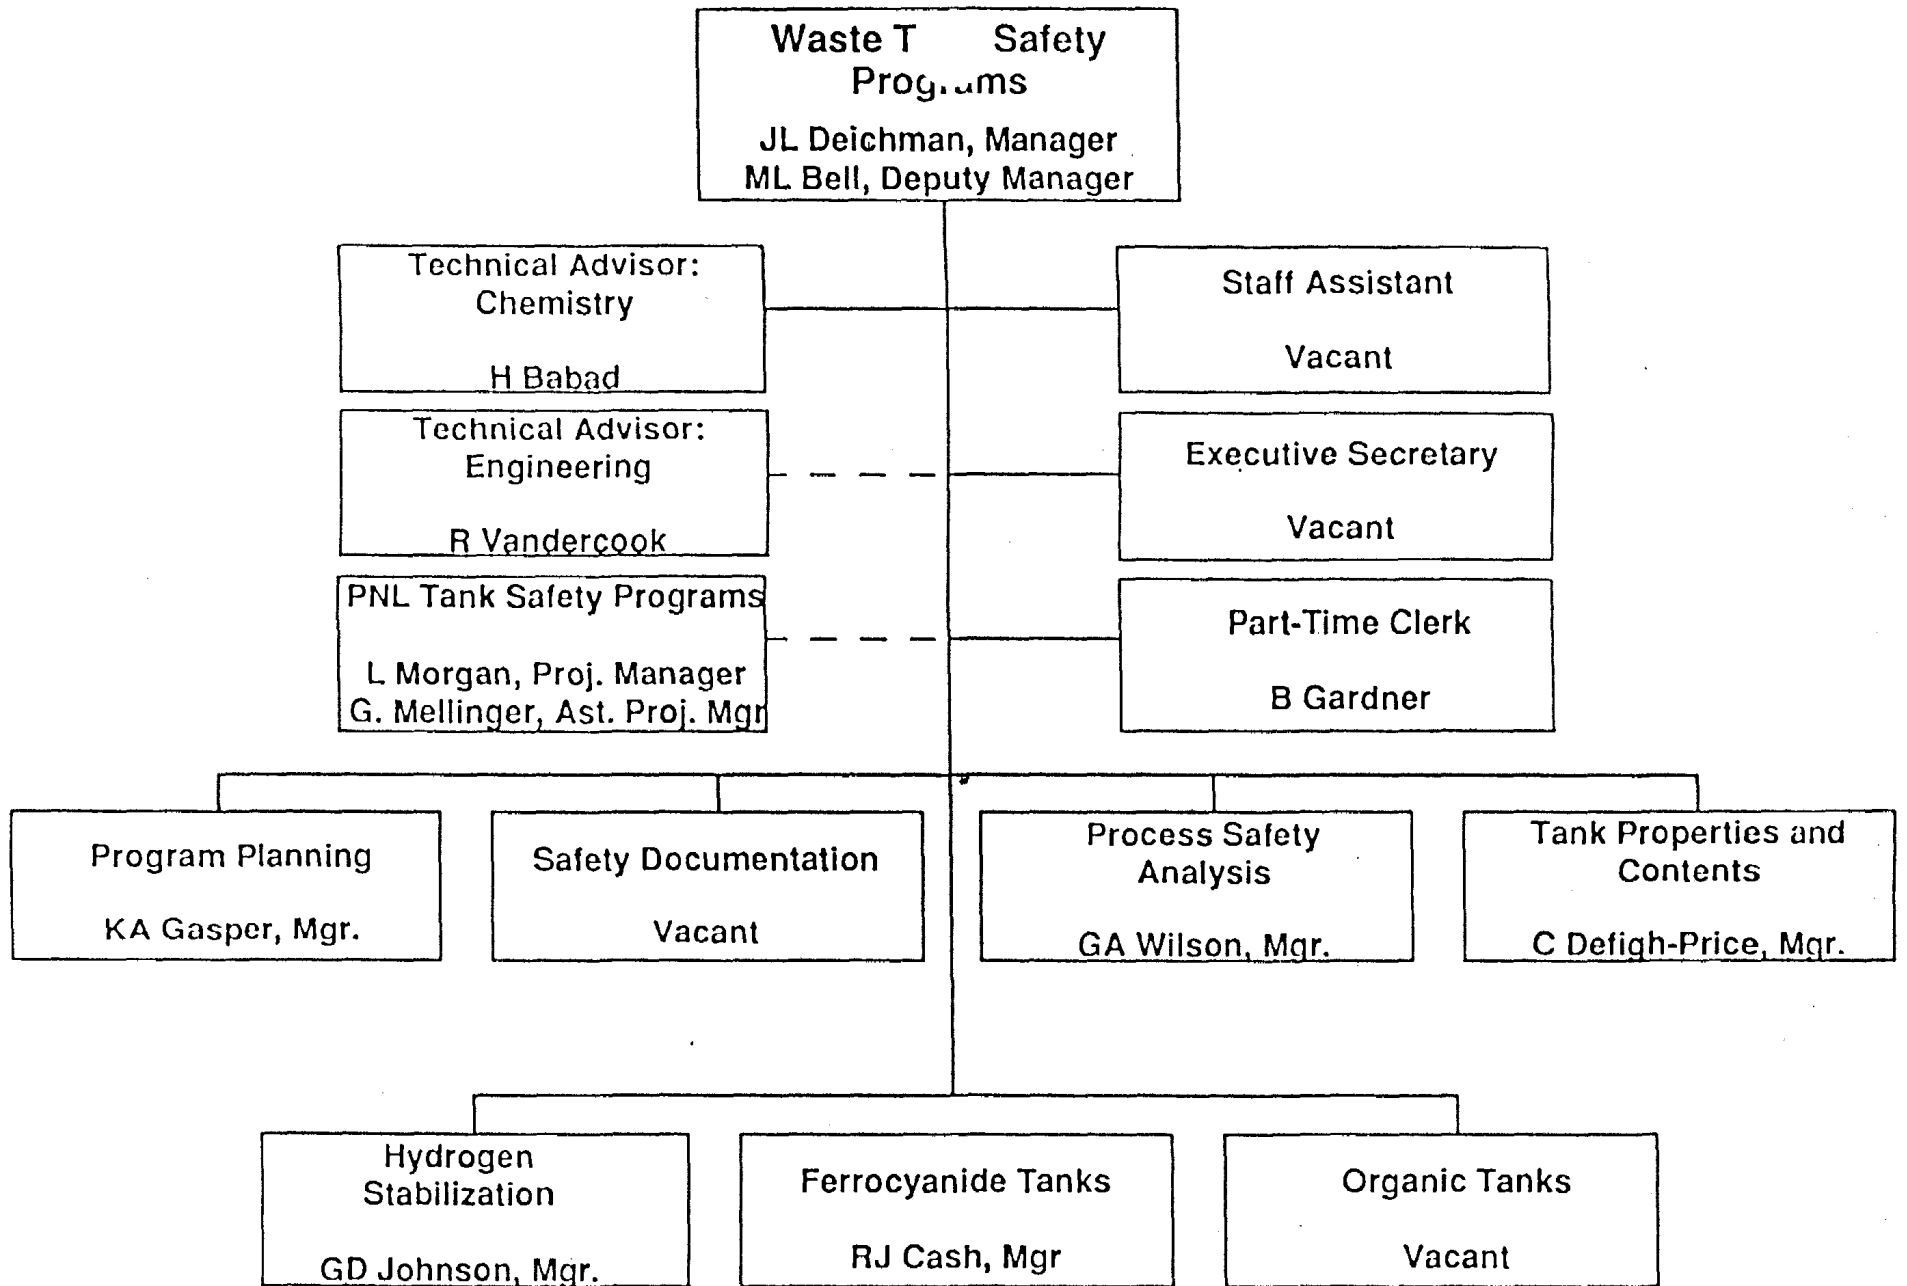 Waste T Safety
Programs
JL Deichman, Manager
ML Bell, Deputy Manager
Technical Advisor:
Chemistry
H Babad
Staff Assistant
Vacant
Technical Advisor:
Engineering
R Vandercook
Executive Secretary
Vacant
PNL Tank Safety Programs
L Morgan, Proj. Manager
G. Mellinger, Ast. Proj. Mgr
Part-Time Clerk
B Gardner
Program Planning
KA Gasper, Mgr.
Safety Documentation
Vacant
Process Safety
Analysis
GA Wilson, Mgr.
Tank Properties and
Contents
C Defigh-Price, Mgr.
Hydrogen
Stabilization
GD Johnson, Mgr.
Ferrocyanide Tanks
RJ Cash, Mgr
Organic Tanks
Vacant